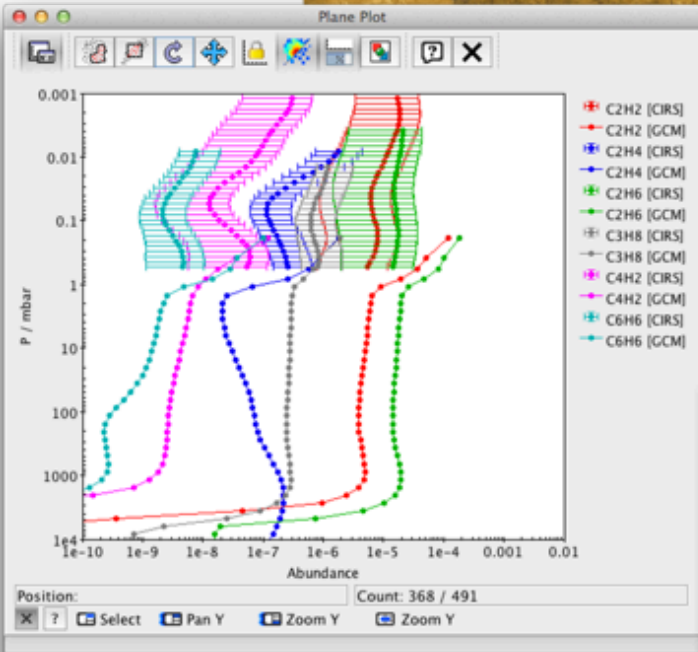 Plane Plot
0.001
0.01
0.1
1
10
100
1000
1e4
P / mbar
1e-10 1e-9 1e-8 1e-7 1e-6 1e-5 1e-4 0.001 0.01
Abundance
C2H2 [CIRS]
C2H2 [GCM]
C2H4 [CIRS]
C2H4 [GCM]
C2H6 [CIRS]
C2H6 [GCM]
C3H8 [CIRS]
C3H8 [GCM]
C4H2 [CIRS]
C4H2 [GCM]
C6H6 [CIRS]
C6H6 [GCM]
Position: Count: 368 / 491
? Select Pan Y Zoom Y Zoom Y